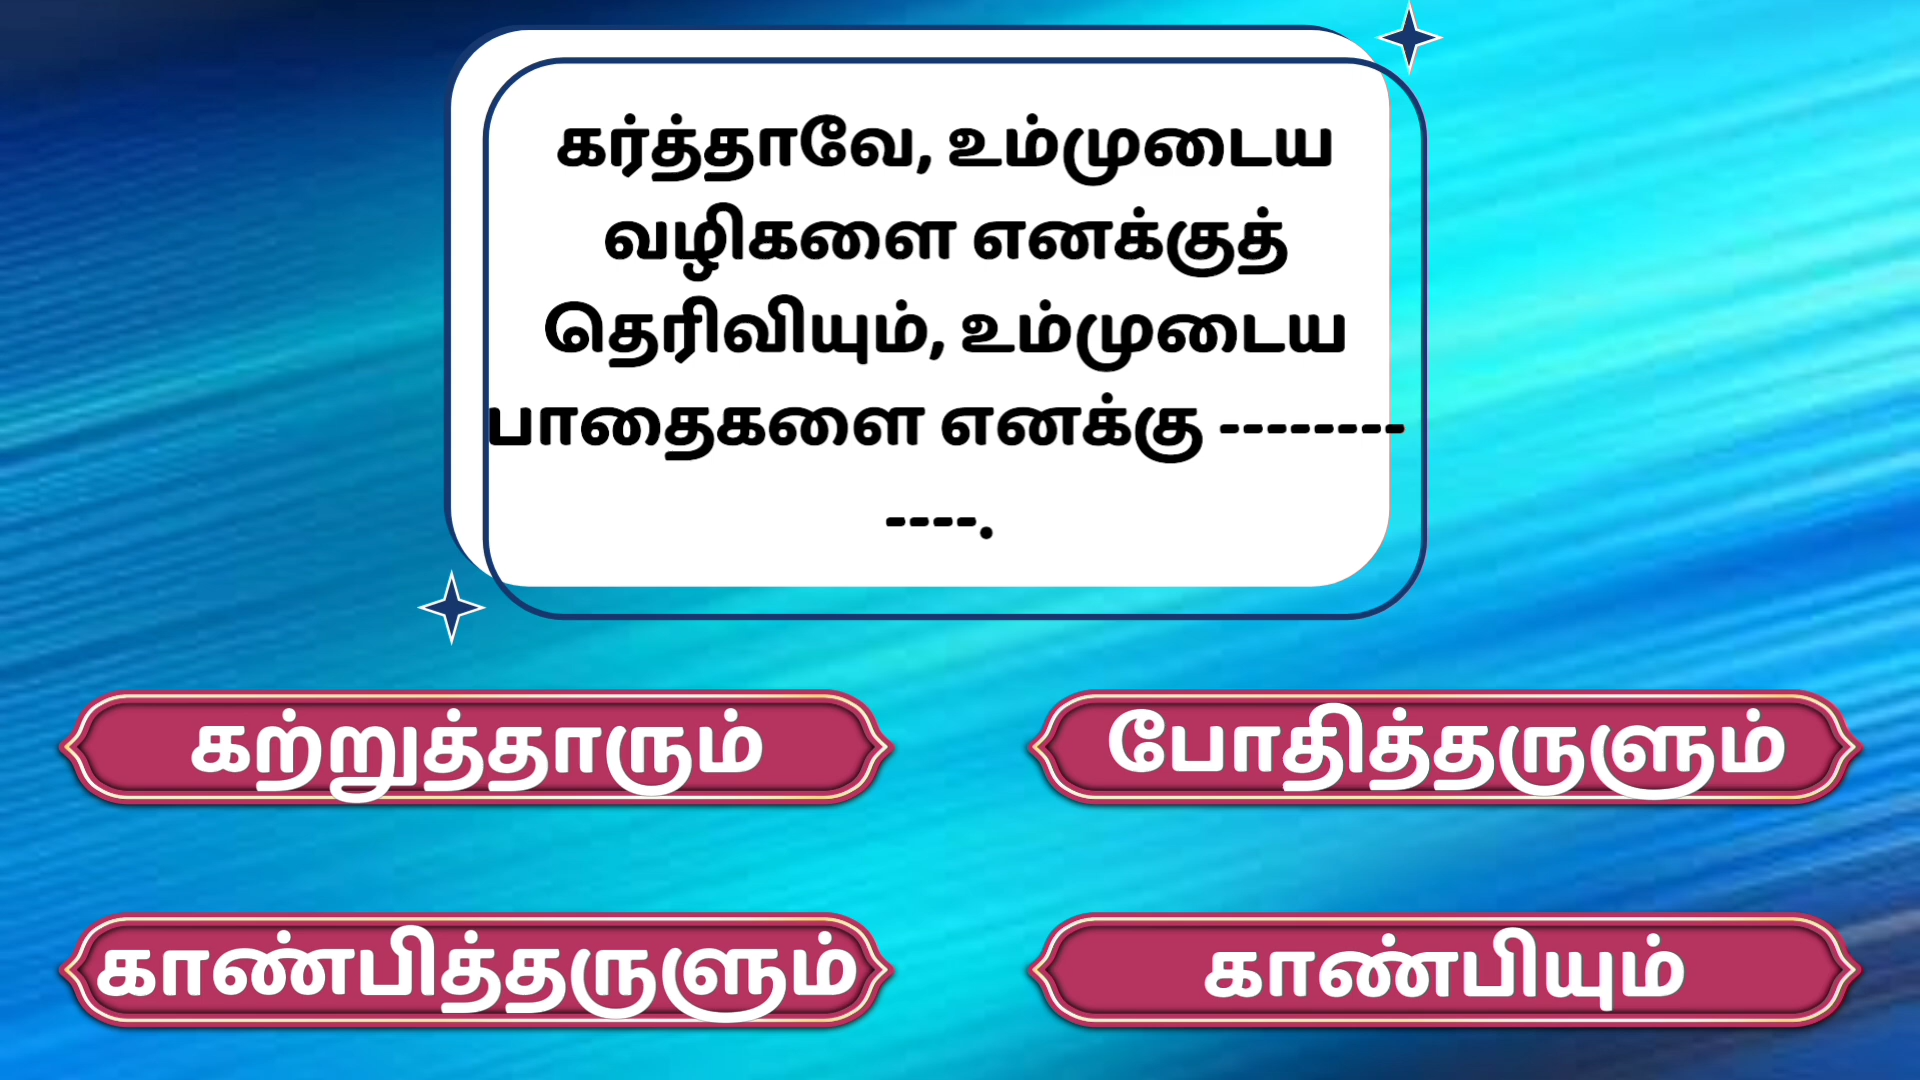 கர்த்தாவே, உம்முடைய
வழிகளை எனக்குத்
தெரிவியும், உம்முடைய
பாதைகளை எனக்கு --------
----.
கற்றுத்தாரும்
போதித்தருளும்
காண்பித்தருளும்
காண்பியும்